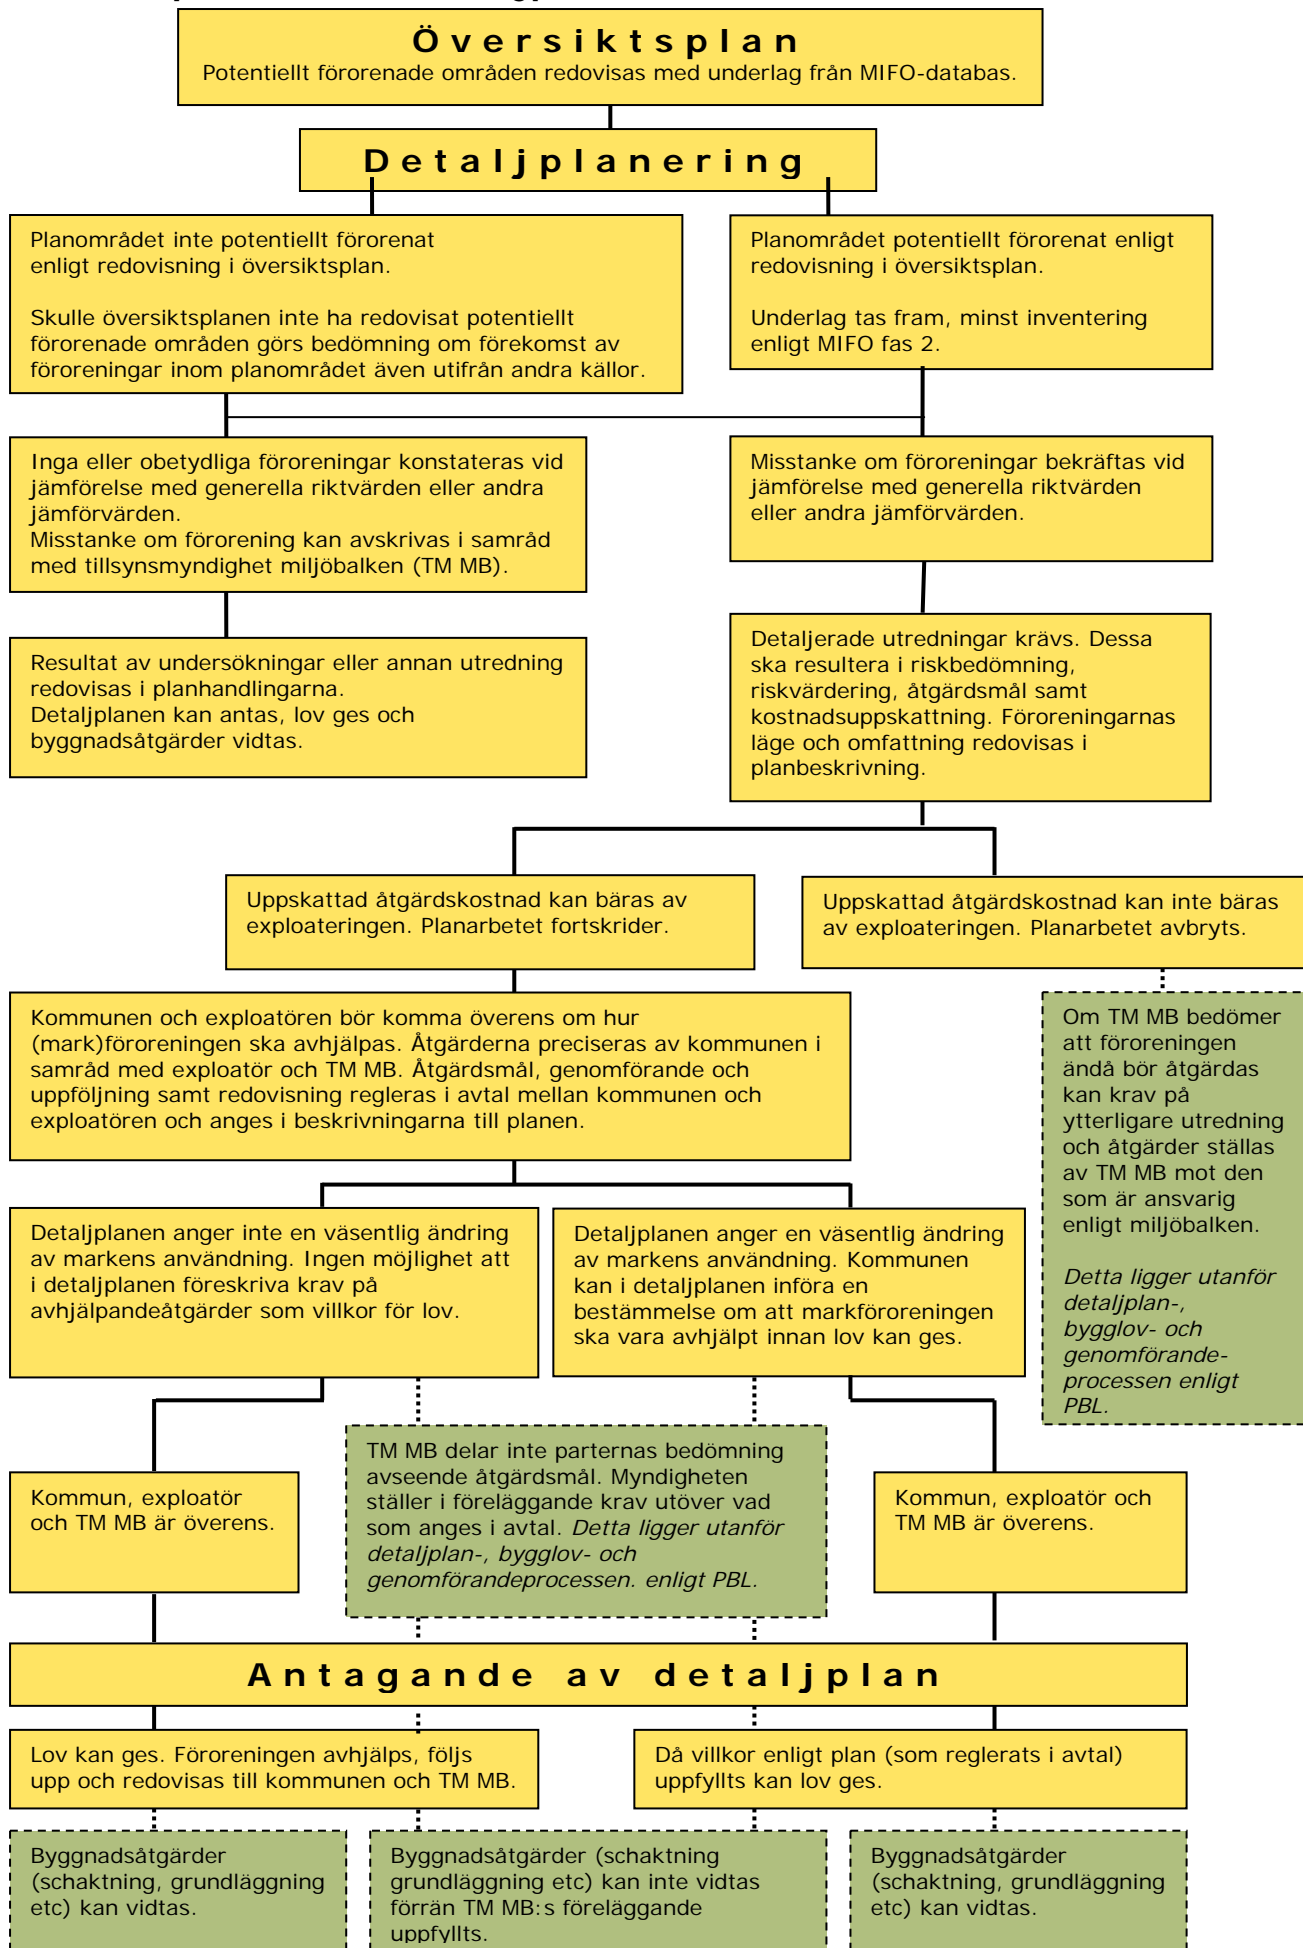 Översiktsplan
Potentiellt förorenade områden redovisas med underlag från MIFO-databas.
Detaljplanering
Planområdet inte potentiellt förorenat
enligt redovisning i översiktsplan.
Skulle översiktsplanen inte ha redovisat potentiellt
förorenade områden görs bedömning om förekomst av
föroreningar inom planområdet även utifrån andra källor.
Planområdet potentiellt förorenat enligt
redovisning i översiktsplan.
Underlag tas fram, minst inventering
enligt MIFO fas 2.
Inga eller obetydliga föroreningar konstateras vid
jämförelse med generella riktvärden eller andra
jämförvärden.
Misstanke om förorening kan avskrivas i samråd
med tillsynsmyndighet miljöbalken (TM MB).
Misstanke om föroreningar bekräftas vid
jämförelse med generella riktvärden
eller andra jämförvärden.
Resultat av undersökningar eller annan utredning
redovisas i planhandlingarna.
Detaljplanen kan antas, lov ges och
byggnadsåtgärder vidtas.
Detaljerade utredningar krävs. Dessa
ska resultera i riskbedömning,
riskvärdering, åtgärdsmål samt
kostnadsuppskattning. Föroreningarnas
läge och omfattning redovisas i
planbeskrivning.
Uppskattad åtgärdskostnad kan bäras av
exploateringen. Planarbetet fortskrider.
Uppskattad åtgärdskostnad kan inte bäras
av exploateringen. Planarbetet avbryts.
Kommunen och exploatören bör komma överens om hur
(mark)föroreningen ska avhjälpas. Åtgärderna preciseras av kommunen i
samråd med exploatör och TM MB. Åtgärdsmål, genomförande och
uppföljning samt redovisning regleras i avtal mellan kommunen och
exploatören och anges i beskrivningarna till planen.
Om TM MB bedömer
att föroreningen
ändå bör åtgärdas
kan krav på
ytterligare utredning
och åtgärder ställas
av TM MB mot den
som är ansvarig
enligt miljöbalken.
Detta ligger utanför
detaljplan-,
bygglov- och
genomförande-
processen enligt
PBL.
Detaljplanen anger inte en väsentlig ändring
av markens användning. Ingen möjlighet att
i detaljplanen föreskriva krav på
avhjälpandeåtgärder som villkor för lov.
Detaljplanen anger en väsentlig ändring
av markens användning. Kommunen
kan i detaljplanen införa en
bestämmelse om att markföroreningen
ska vara avhjälpt innan lov kan ges.
Kommun, exploatör
och TM MB är överens.
TM MB delar inte parternas bedömning
avseende åtgärdsmål. Myndigheten
ställer i föreläggande krav utöver vad
som anges i avtal. Detta ligger utanför
detaljplan-, bygglov- och
genomförandeprocessen. enligt PBL.
Kommun, exploatör och
TM MB är överens.
Antagande av detaljplan
Lov kan ges. Föroreningen avhjälps, följs
upp och redovisas till kommunen och TM MB.
Då villkor enligt plan (som reglerats i avtal)
uppfyllts kan lov ges.
Byggnadsåtgärder
(schaktning, grundläggning
etc) kan vidtas.
Byggnadsåtgärder (schaktning
grundläggning etc) kan inte vidtas
förrän TM MB:s föreläggande
uppfyllts.
Byggnadsåtgärder
(schaktning, grundläggning
etc) kan vidtas.